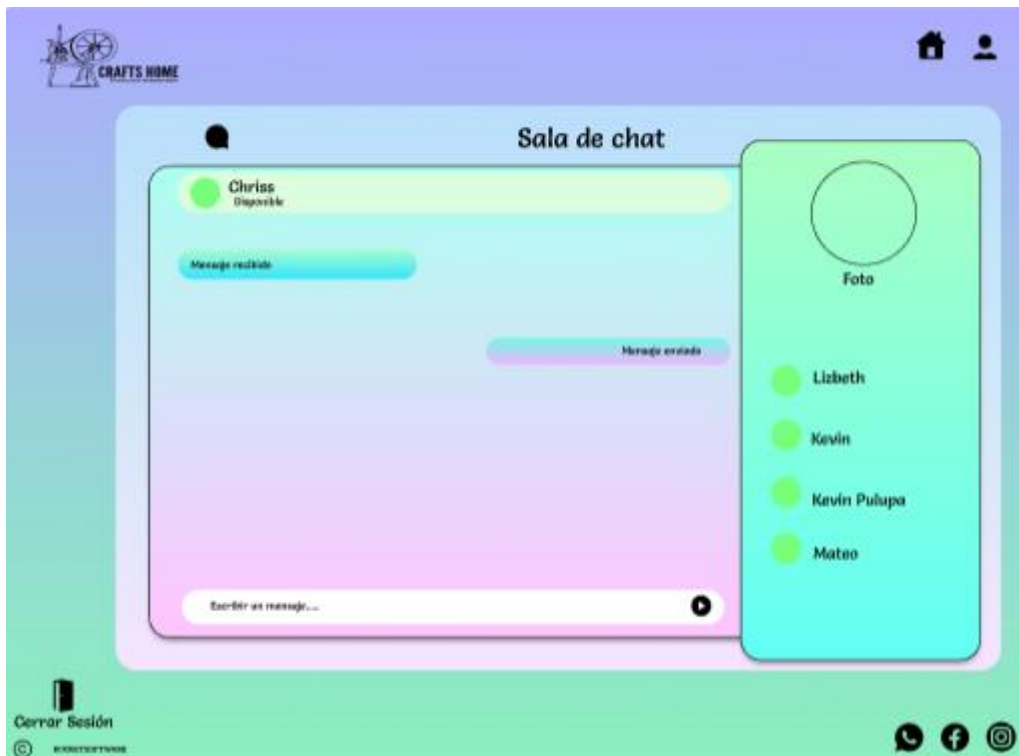 CRAFTS HOME
Sala de chat
Chriss
Disponible
Mensaje recibido
Mensaje enviado
Escribir un mensaje....
Foto
Lizbeth
Kevin
Kevin Pulupa
Mateo
Cerrar Sesión
©